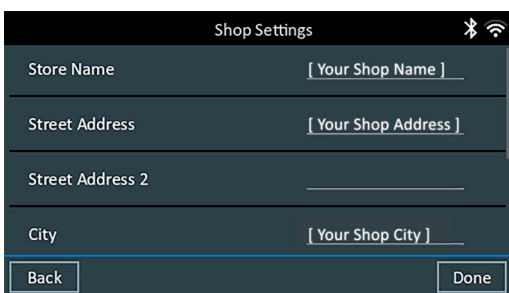 Shop Settings
Store Name [ Your Shop Name ]
Street Address [ Your Shop Address ]
Street Address 2
City [ Your Shop City ]
Back Done